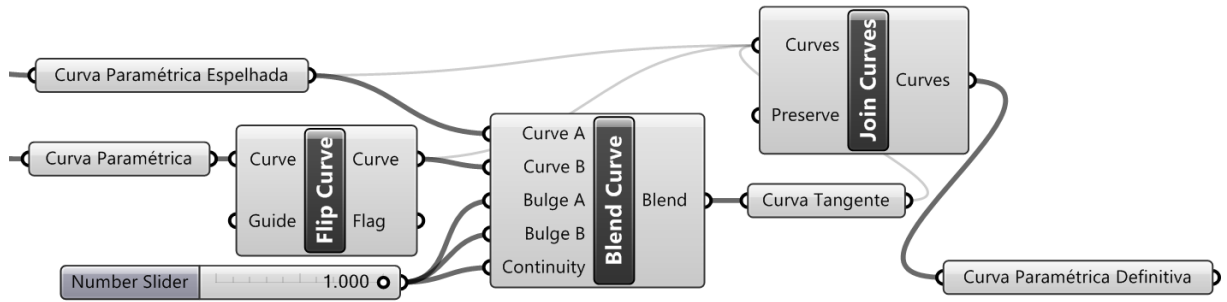 Curva Paramétrica Espelhada
Curva Paramétrica
Curve
Guide
Flip Curve
Curve
Flag
Number Slider
1.000
Curve A
Curve B
Bulge A
Bulge B
Continuity
Blend Curve
Blend
Curva Tangente
Curves
Preserve
Join Curves
Curves
Curva Paramétrica Definitiva